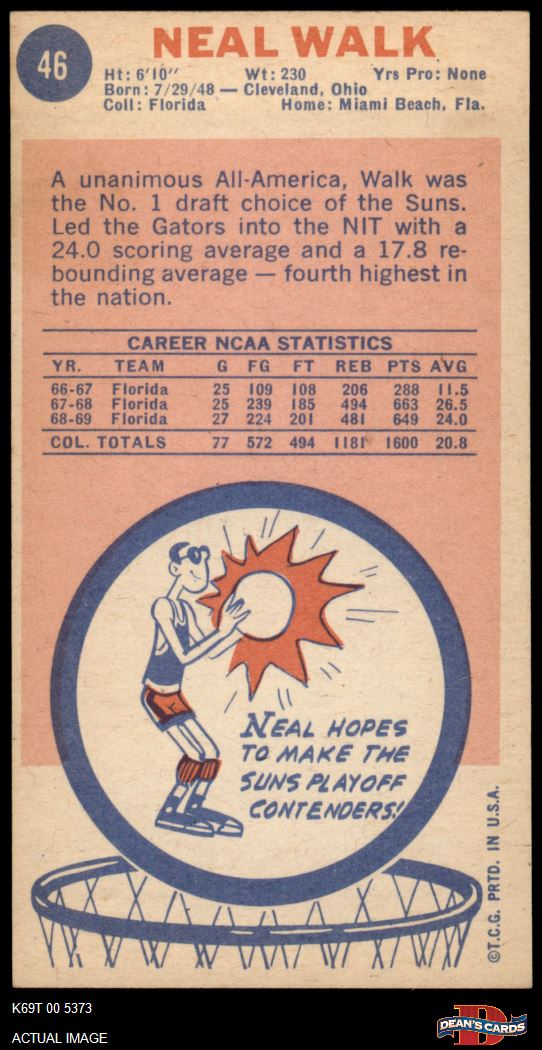 46
NEAL WALK
Ht: 6'10" Wt: 230 Yrs Pro: None
Born: 7/29/48 — Cleveland, Ohio
Coll: Florida Home: Miami Beach, Fla.
A unanimous All-America, Walk was
the No. 1 draft choice of the Suns.
Led the Gators into the NIT with a
24.0 scoring average and a 17.8 re-
bounding average — fourth highest in
the nation.
CAREER NCAA STATISTICS
YR. TEAM G FG FT REB PTS AVG
66-67 Florida 25 109 108 206 288 11.5
67-68 Florida 25 239 185 494 663 26.5
68-69 Florida 27 224 201 481 649 24.0
COL. TOTALS 77 572 494 1181 1600 20.8
NEAL HOPES
TO MAKE THE
SUNS PLAYOFF
CONTENDERS!
©T.C.G. PRTD. IN U.S.A.
K69T 00 5373
ACTUAL IMAGE
D
DEAN'S CARDS